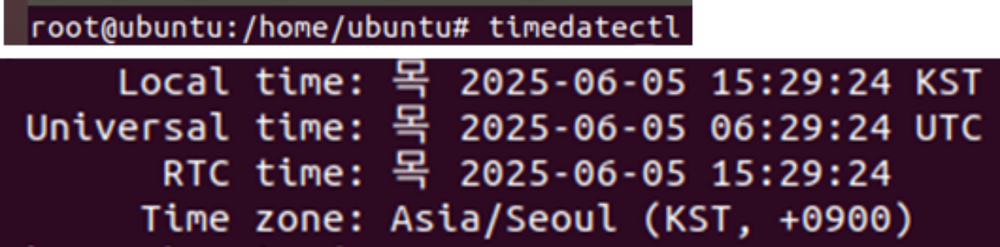 root@ubuntu:/home/ubuntu# timedatectl
Local time: 목 2025-06-05 15:29:24 KST
Universal time: 목 2025-06-05 06:29:24 UTC
RTC time: 목 2025-06-05 15:29:24
Time zone: Asia/Seoul (KST, +0900)